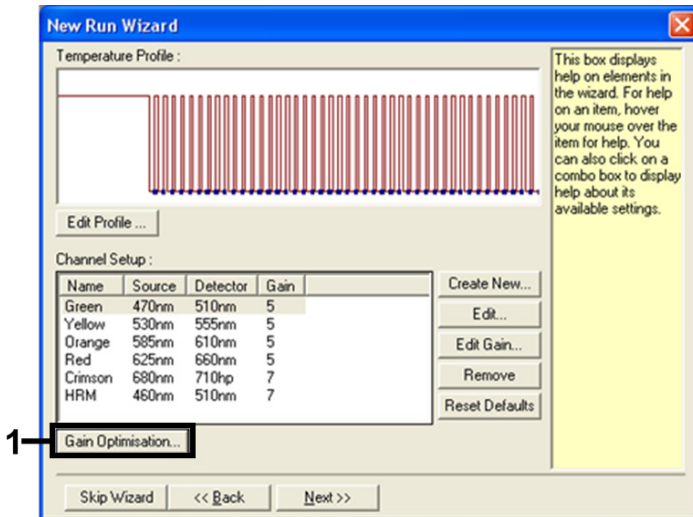 New Run Wizard
Temperature Profile :
This box displays
help on elements in
the wizard. For help
on an item, hover
your mouse over the
item for help. You
can also click on a
combo box to display
help about its
available settings.
Edit Profile ...
Channel Setup :
Name Source Detector Gain
Green 470nm 510nm 5
Yellow 530nm 555nm 5
Orange 585nm 610nm 5
Red 625nm 660nm 5
Crimson 680nm 710hp 7
HRM 460nm 510nm 7
Create New...
Edit...
Edit Gain...
Remove
Reset Defaults
1
Gain Optimisation...
Skip Wizard << Back Next >>